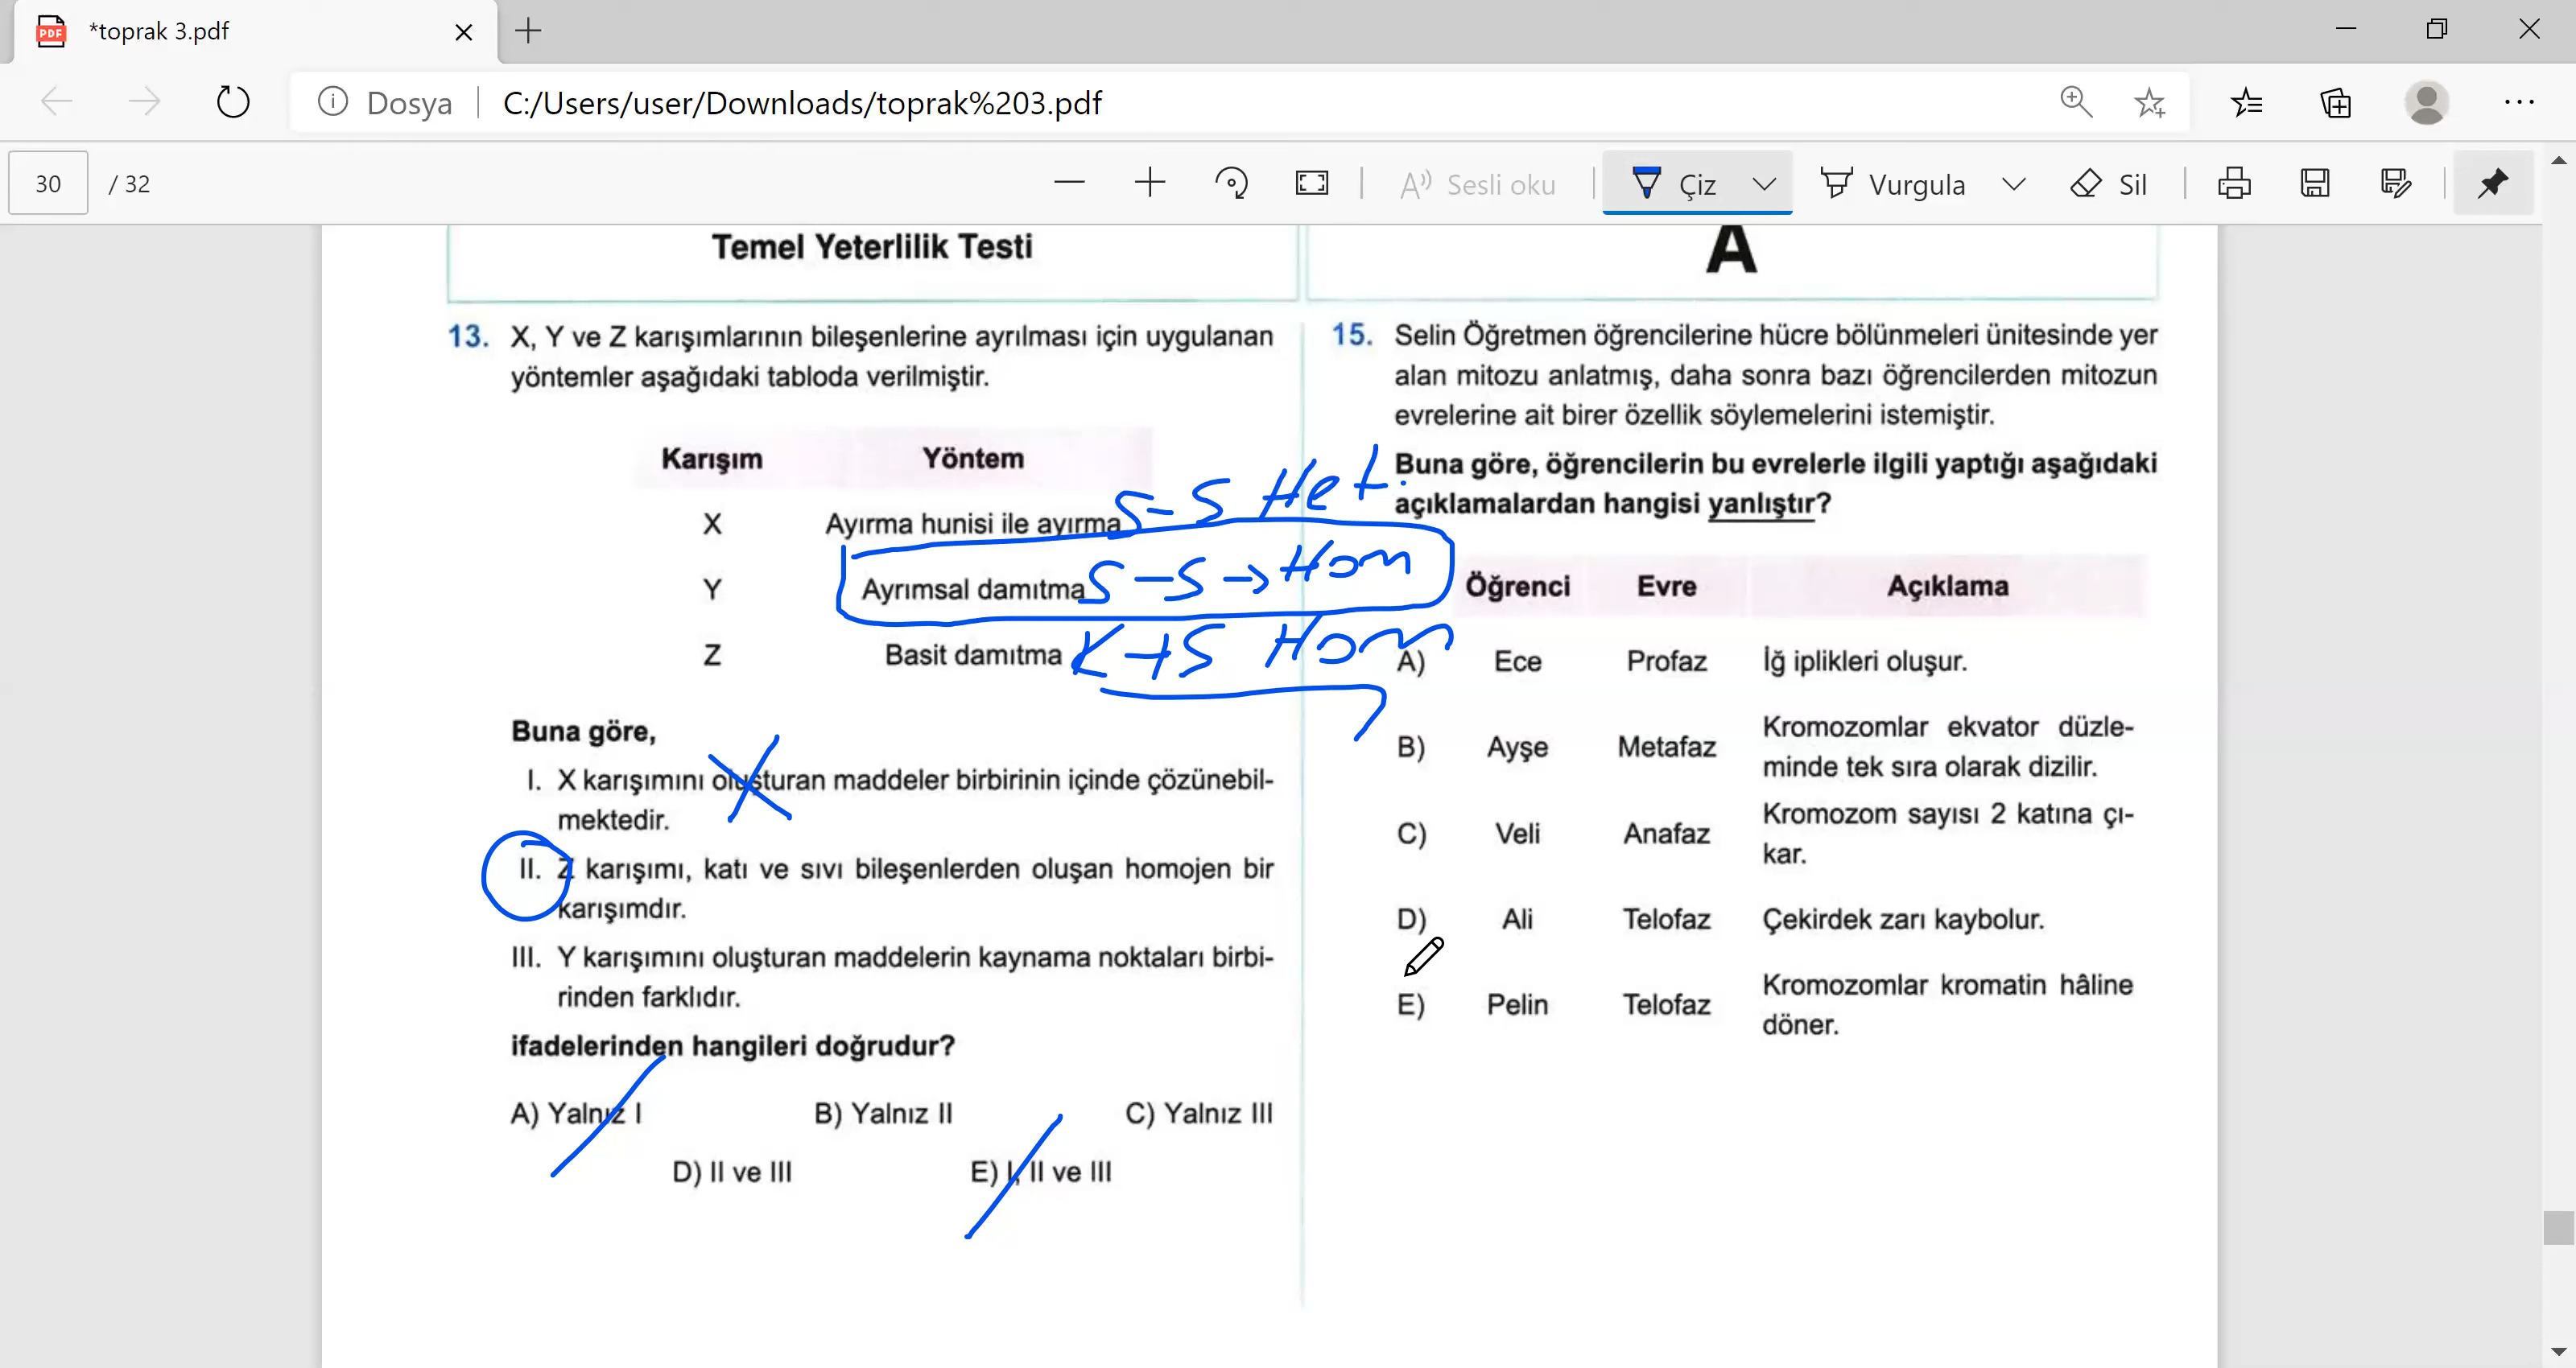 *toprak 3.pdf
Dosya C:/Users/user/Downloads/toprak%203.pdf
30 / 32 Sesli oku Çiz Vurgula Sil
Temel Yeterlilik Testi
A
13. X, Y ve Z karışımlarının bileşenlerine ayrılması için uygulanan
yöntemler aşağıdaki tabloda verilmiştir.
Karışım Yöntem
X Ayırma hunisi ile ayırma S-S Het.
Y Ayrımsal damıtma S-S→Hom
Z Basit damıtma K+S Hom
Buna göre,
I. X karışımını oluşturan maddeler birbirinin içinde çözünebil-
mektedir.
II. Z karışımı, katı ve sıvı bileşenlerden oluşan homojen bir
karışımdır.
III. Y karışımını oluşturan maddelerin kaynama noktaları birbi-
rinden farklıdır.
ifadelerinden hangileri doğrudur?
A) Yalnız I B) Yalnız II C) Yalnız III
D) II ve III E) I, II ve III
15. Selin Öğretmen öğrencilerine hücre bölünmeleri ünitesinde yer
alan mitozu anlatmış, daha sonra bazı öğrencilerden mitozun
evrelerine ait birer özellik söylemelerini istemiştir.
Buna göre, öğrencilerin bu evrelerle ilgili yaptığı aşağıdaki
açıklamalardan hangisi yanlıştır?
Öğrenci Evre Açıklama
A) Ece Profaz İğ iplikleri oluşur.
B) Ayşe Metafaz Kromozomlar ekvator düzle-
minde tek sıra olarak dizilir.
C) Veli Anafaz Kromozom sayısı 2 katına çı-
kar.
D) Ali Telofaz Çekirdek zarı kaybolur.
E) Pelin Telofaz Kromozomlar kromatin hâline
döner.